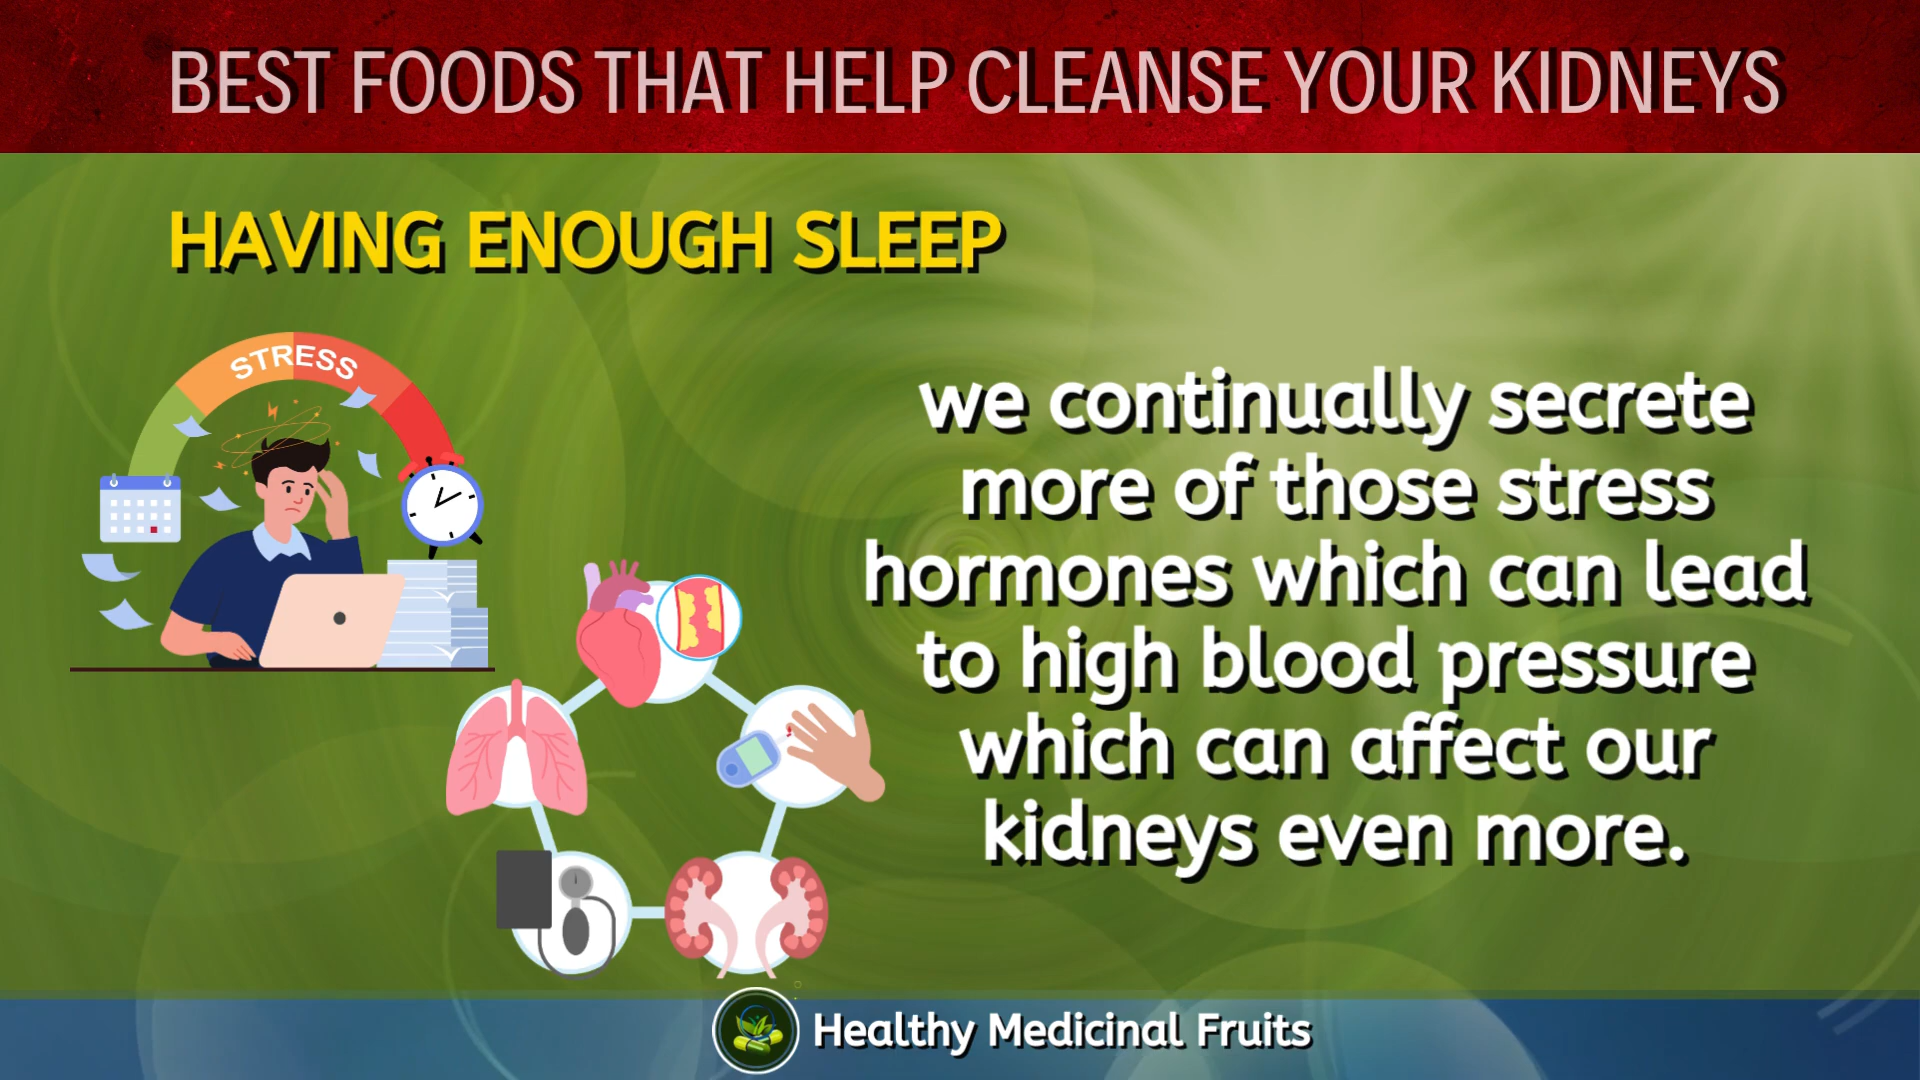 BEST FOODS THAT HELP CLEANSE YOUR KIDNEYS
HAVING ENOUGH SLEEP
STRESS
we continually secrete
more of those stress
hormones which can lead
to high blood pressure
which can affect our
kidneys even more.
Healthy Medicinal Fruits